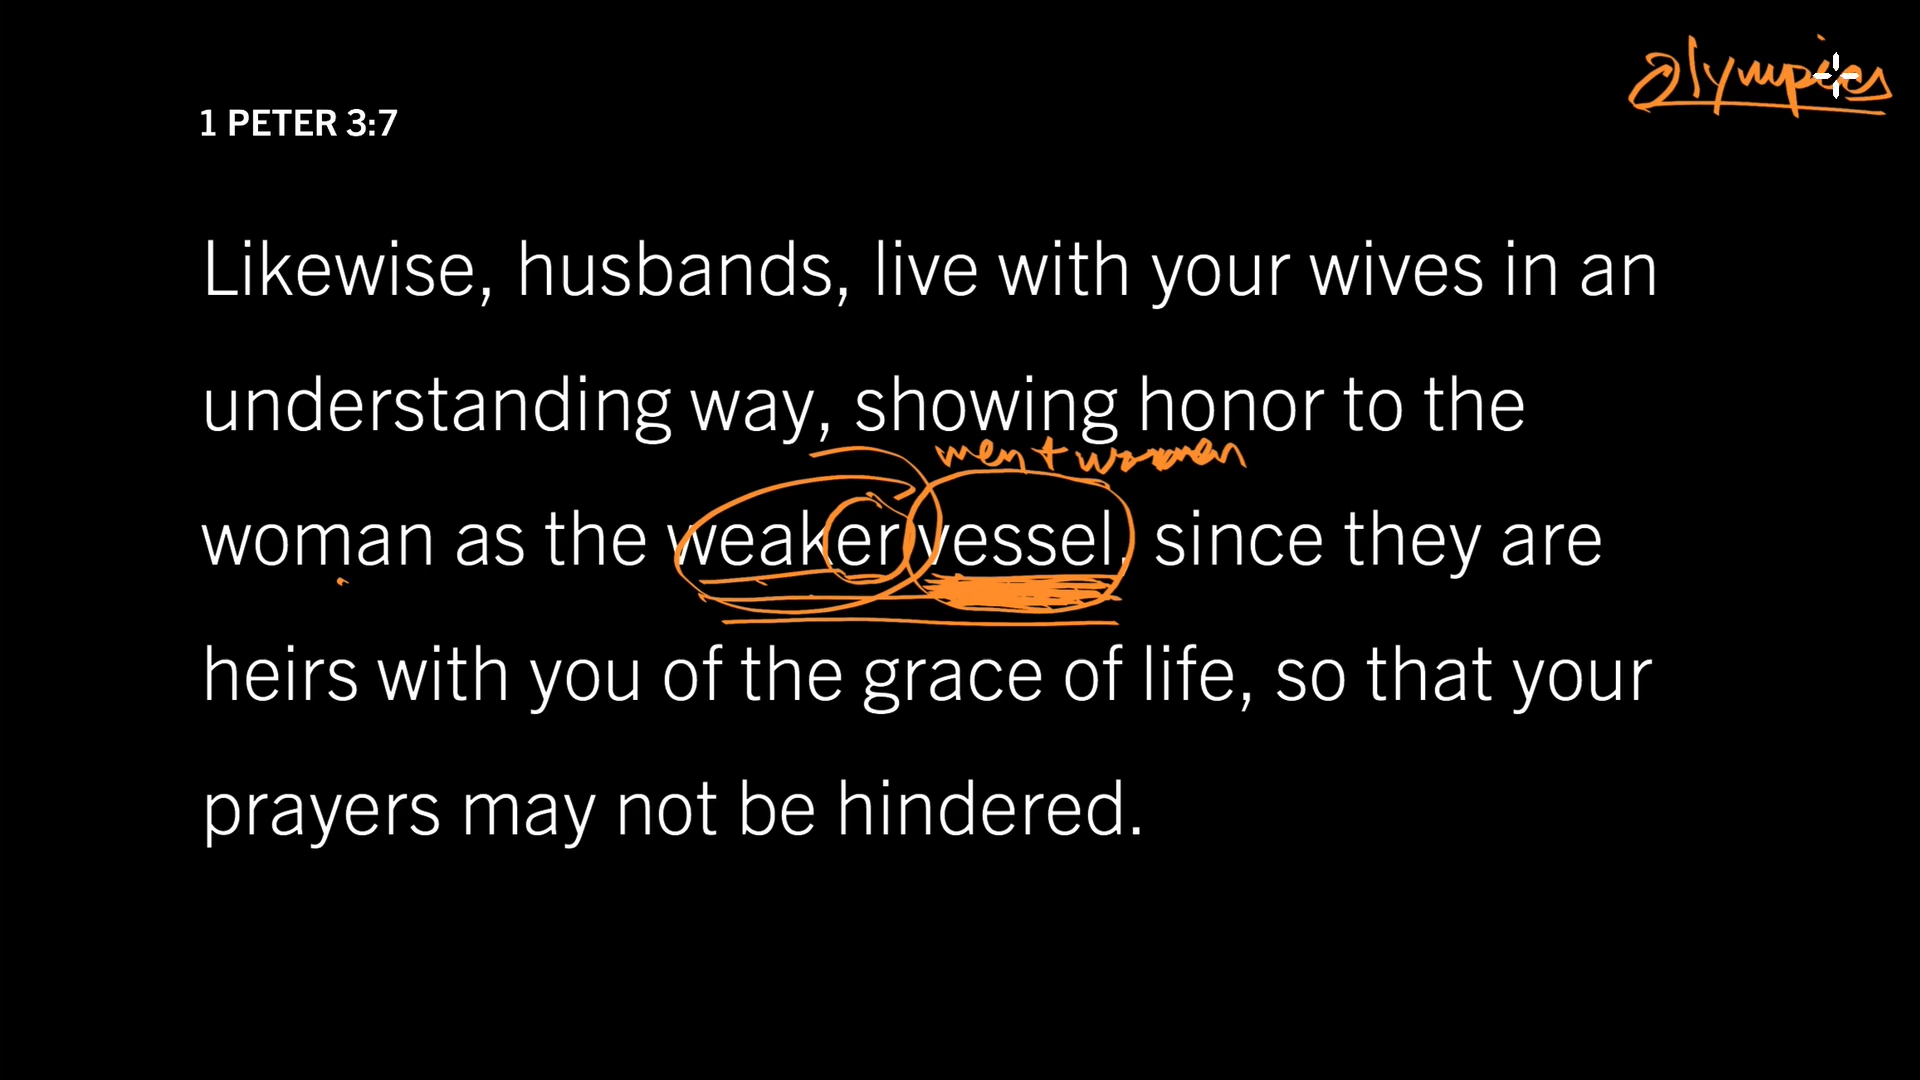 olympics
1 PETER 3:7
Likewise, husbands, live with your wives in an
understanding way, showing honor to the
men + women
woman as the weaker vessel, since they are
heirs with you of the grace of life, so that your
prayers may not be hindered.